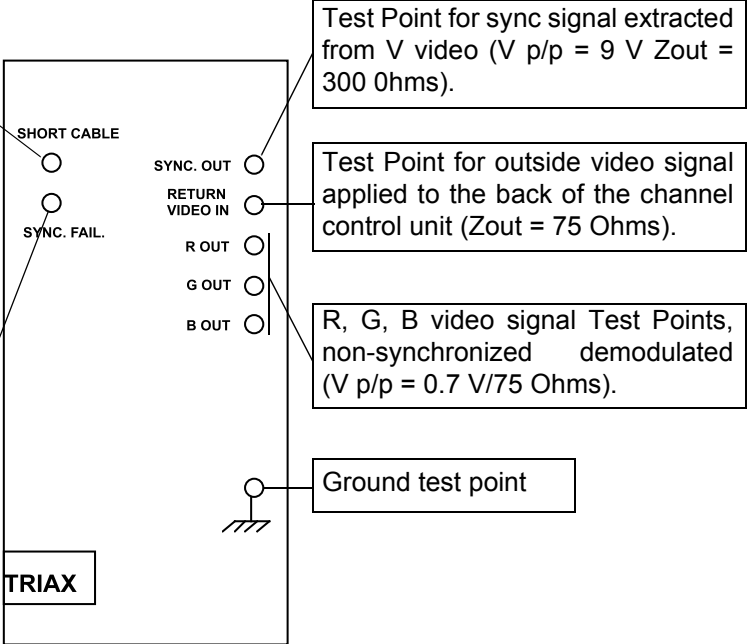 Test Point for sync signal extracted
from V video (V p/p = 9 V Zout =
300 0hms).
SHORT CABLE
SYNC. OUT
Test Point for outside video signal
applied to the back of the channel
control unit (Zout = 75 Ohms).
RETURN
VIDEO IN
SYNC. FAIL.
R OUT
G OUT
B OUT
R, G, B video signal Test Points,
non-synchronized demodulated
(V p/p = 0.7 V/75 Ohms).
Ground test point
TRIAX